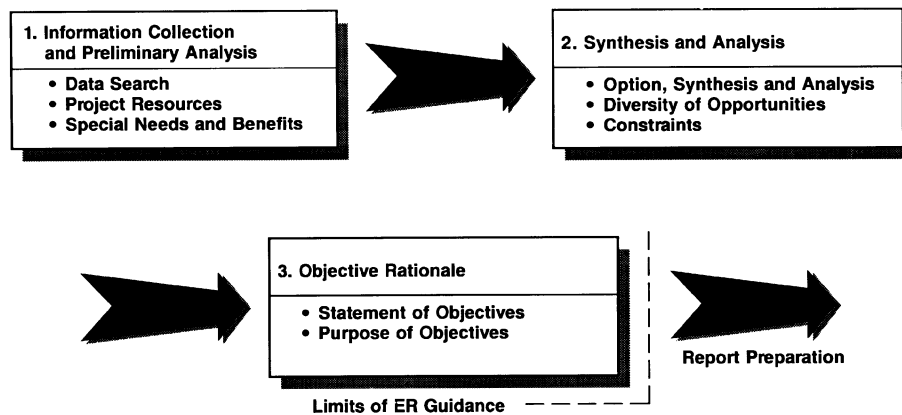 1. Information Collection
and Preliminary Analysis
• Data Search
• Project Resources
• Special Needs and Benefits
2. Synthesis and Analysis
• Option, Synthesis and Analysis
• Diversity of Opportunities
• Constraints
3. Objective Rationale
• Statement of Objectives
• Purpose of Objectives
Report Preparation
Limits of ER Guidance